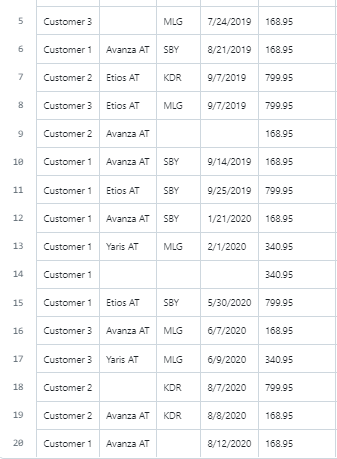 5 Customer 3 MLG 7/24/2019 168.95
6 Customer 1 Avanza AT SBY 8/21/2019 168.95
7 Customer 2 Etios AT KDR 9/7/2019 799.95
8 Customer 3 Etios AT MLG 9/7/2019 799.95
9 Customer 2 Avanza AT 168.95
10 Customer 1 Avanza AT SBY 9/14/2019 168.95
11 Customer 1 Etios AT SBY 9/25/2019 799.95
12 Customer 1 Avanza AT SBY 1/21/2020 168.95
13 Customer 1 Yaris AT MLG 2/1/2020 340.95
14 Customer 1 340.95
15 Customer 1 Etios AT SBY 5/30/2020 799.95
16 Customer 3 Avanza AT MLG 6/7/2020 168.95
17 Customer 3 Yaris AT MLG 6/9/2020 340.95
18 Customer 2 KDR 8/7/2020 799.95
19 Customer 2 Avanza AT KDR 8/8/2020 168.95
20 Customer 1 Avanza AT 8/12/2020 168.95